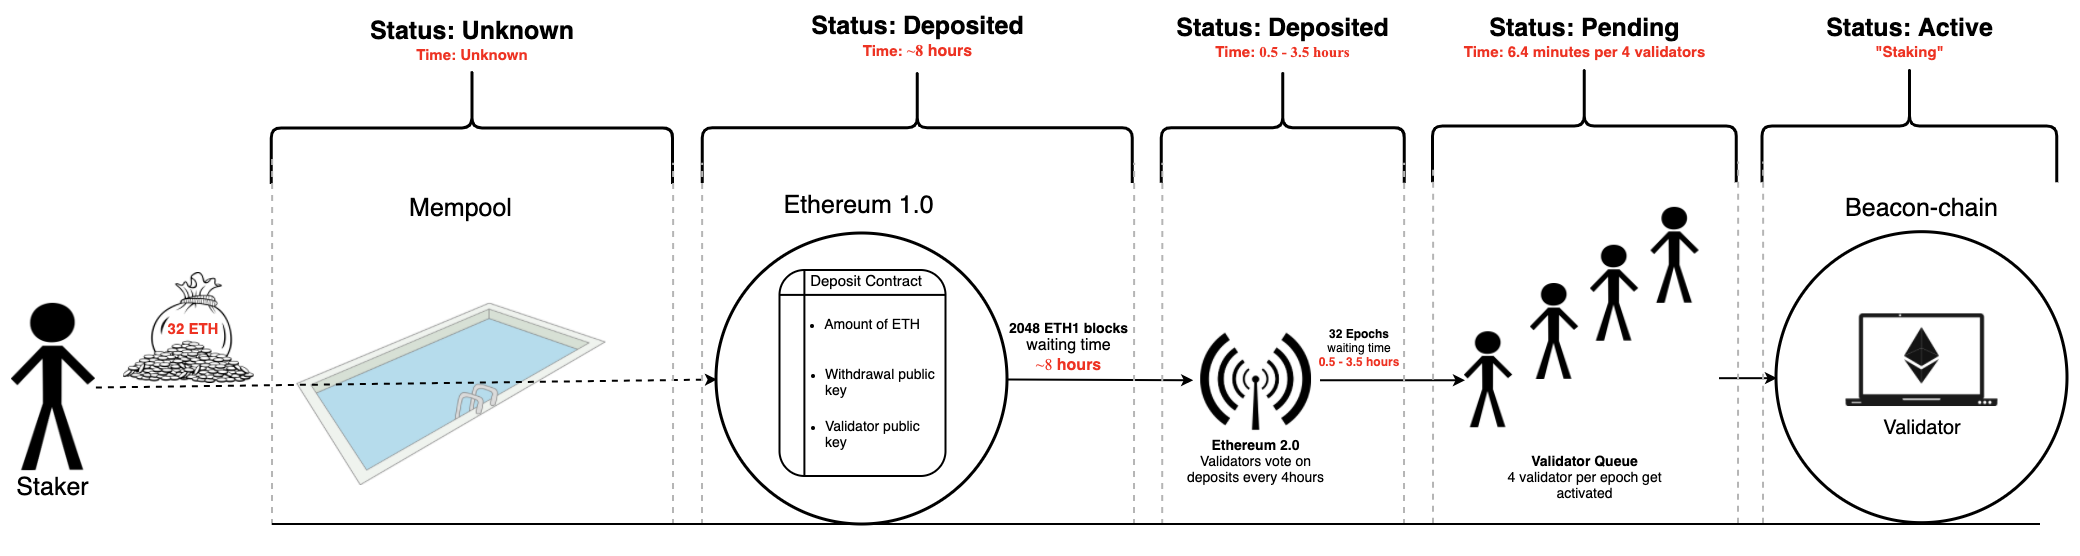 Status: Unknown
Time: Unknown
Status: Deposited
Time: ~8 hours
Status: Deposited
Time: 0.5 - 3.5 hours
Status: Pending
Time: 6.4 minutes per 4 validators
Status: Active
"Staking"
Staker
32 ETH
Mempool
Ethereum 1.0
Deposit Contract
• Amount of ETH
• Withdrawal public
key
• Validator public
key
2048 ETH1 blocks
waiting time
~8 hours
Ethereum 2.0
Validators vote on
deposits every 4hours
32 Epochs
waiting time
0.5 - 3.5 hours
Validator Queue
4 validator per epoch get
activated
Beacon-chain
Validator